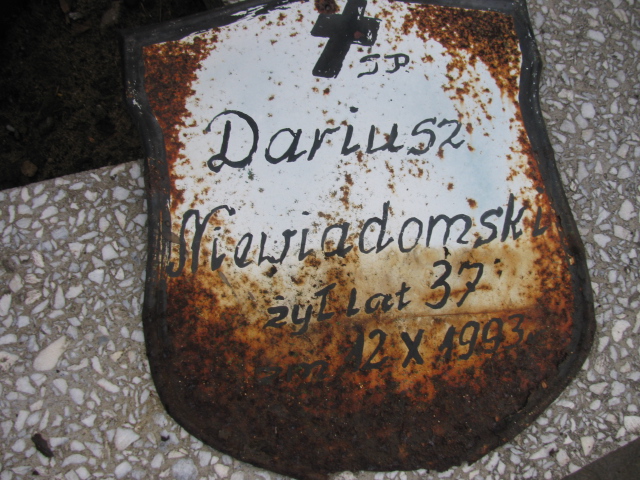 ŚP
Dariusz
Niewiadomski
żył lat 37
zm 12 X 1993